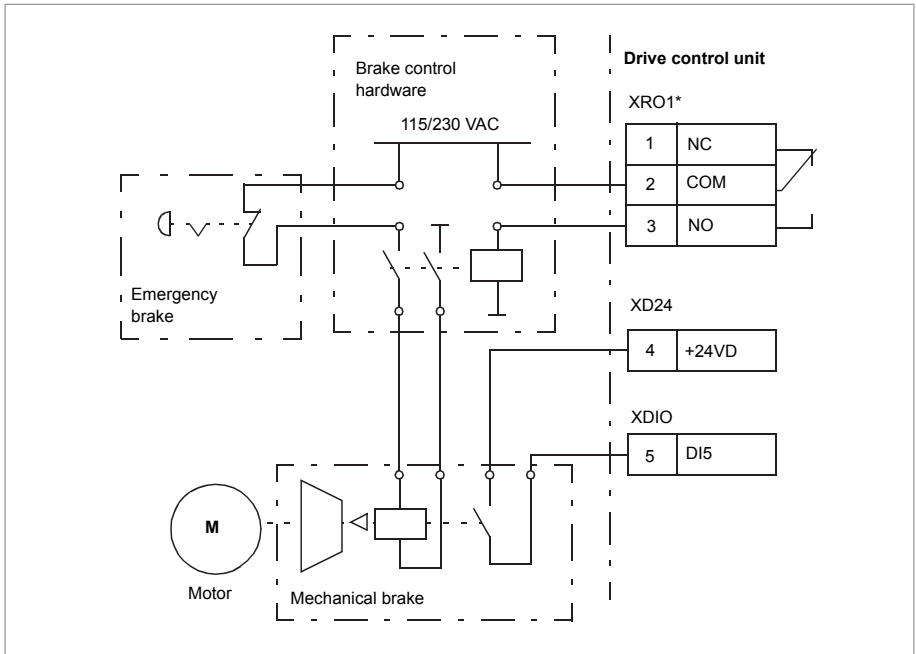 Drive control unit
Brake control
hardware
115/230 VAC
XRO1*
1 NC
2 COM
3 NO
Emergency
brake
XD24
4 +24VD
XDIO
5 DI5
M
Motor
Mechanical brake